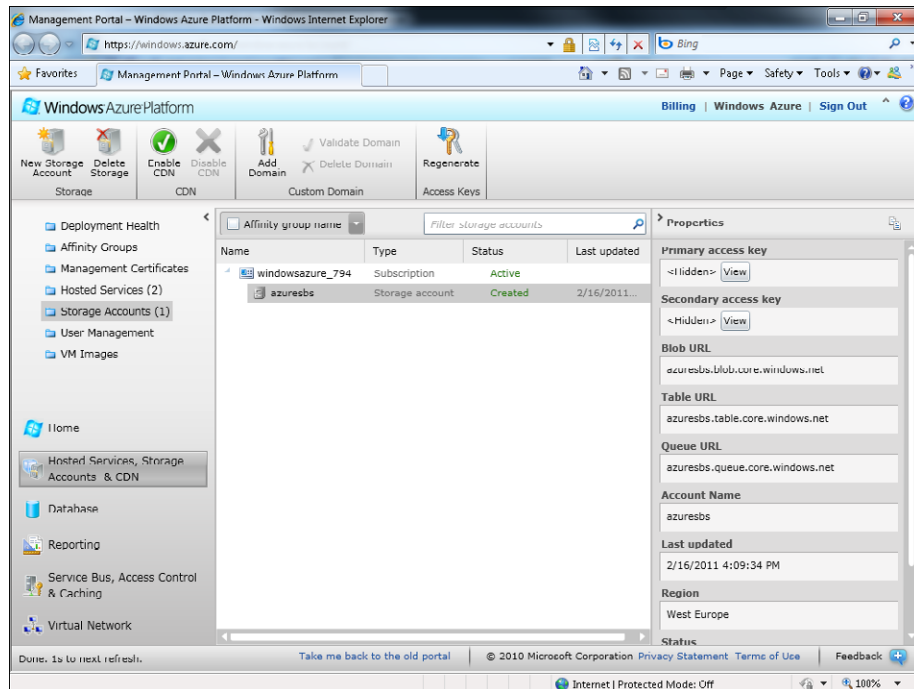 Management Portal – Windows Azure Platform - Windows Internet Explorer
https://windows.azure.com/
Bing
Favorites
Management Portal – Windows Azure Platform
Page
Safety
Tools
Windows Azure Platform
Billing | Windows Azure | Sign Out
New Storage Account
Delete Storage
Storage
Enable CDN
Disable CDN
CDN
Add Domain
Validate Domain
Delete Domain
Custom Domain
Regenerate
Access Keys
Deployment Health
Affinity Groups
Management Certificates
Hosted Services (2)
Storage Accounts (1)
User Management
VM Images
Home
Hosted Services, Storage
Accounts & CDN
Database
Reporting
Service Bus, Access Control
& Caching
Virtual Network
Affinity group name
Filter storage accounts
Name Type Status Last updated
windowsazure_794 Subscription Active
azuresbs Storage account Created 2/16/2011...
Properties
Primary access key
<Hidden> View
Secondary access key
<Hidden> View
Blob URL
azuresbs.blob.core.windows.net
Table URL
azuresbs.table.core.windows.net
Queue URL
azuresbs.queue.core.windows.net
Account Name
azuresbs
Last updated
2/16/2011 4:09:34 PM
Region
West Europe
Status
Done. 1s to next refresh.
Take me back to the old portal
© 2010 Microsoft Corporation Privacy Statement Terms of Use
Feedback
Internet | Protected Mode: Off
100%